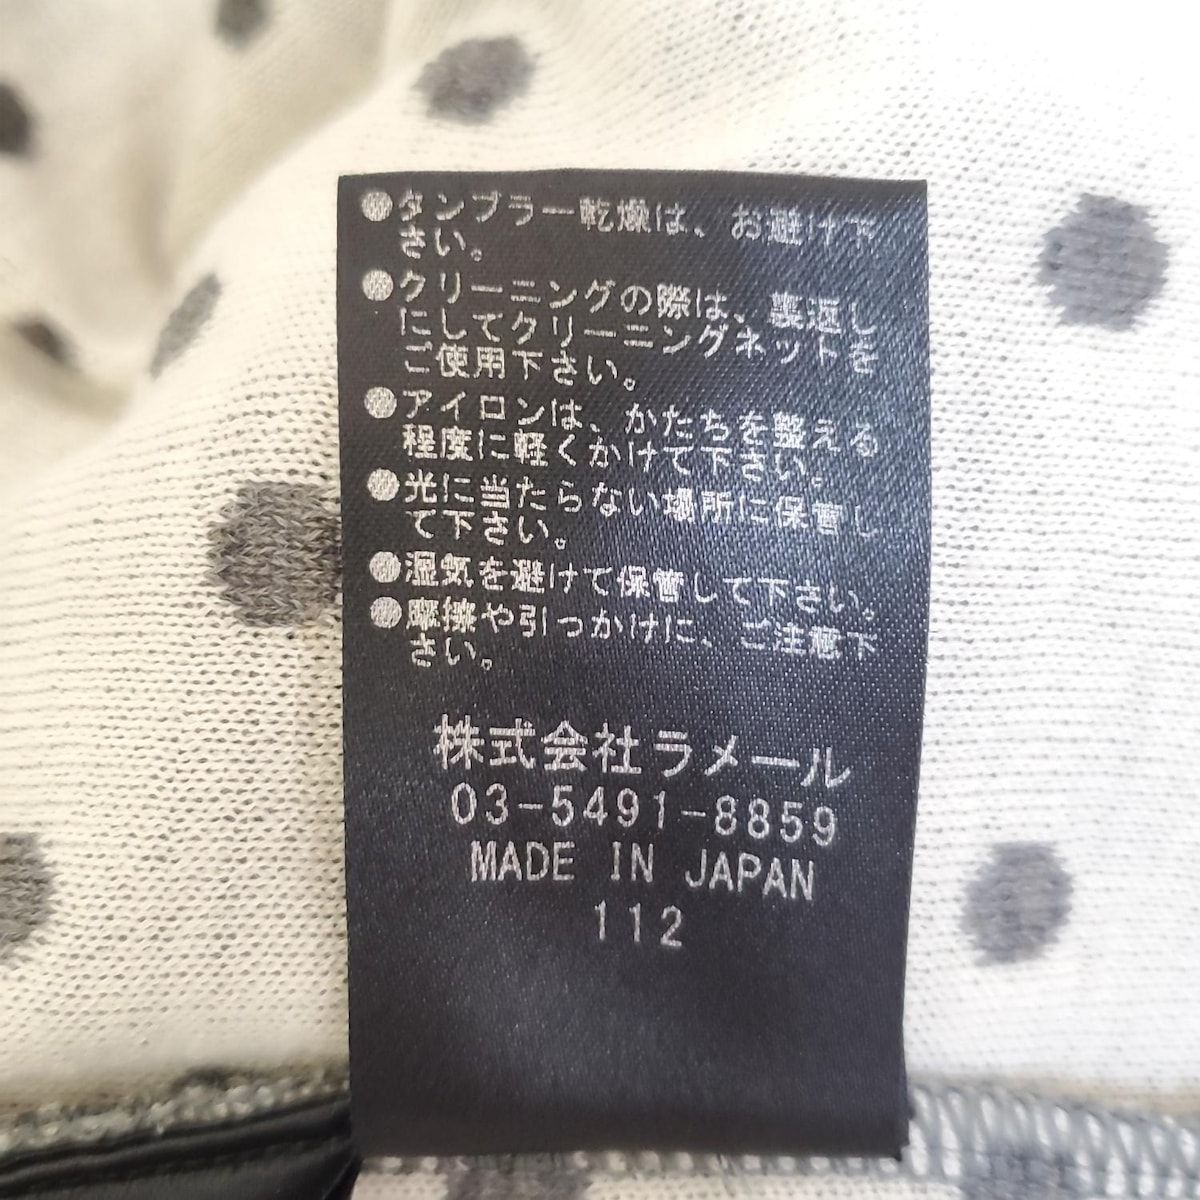 ●タンブラー乾燥は、お避け下
さい。
●クリーニングの際は、裏返し
にしてクリーニングネットを
ご使用下さい。
●アイロンは、かたちを整える
程度に軽くかけて下さい。
●光に当たらない場所に保管し
て下さい。
●湿気を避けて保管して下さい。
●摩擦や引っかけに、ご注意下
さい。
株式会社ラメール
03-5491-8859
MADE IN JAPAN
112